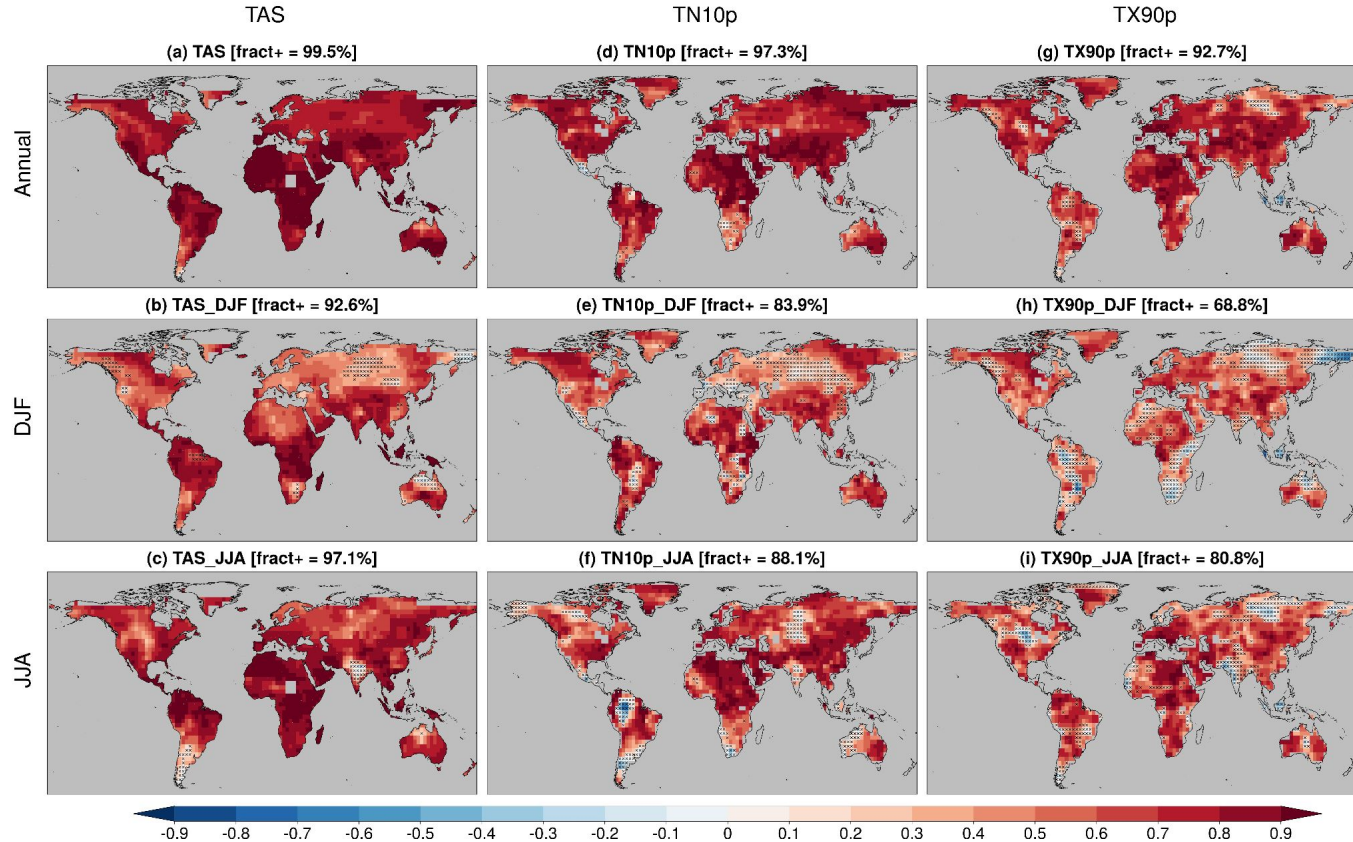 TAS TN10p TX90p
(a) TAS [fract+ = 99.5%] (d) TN10p [fract+ = 97.3%] (g) TX90p [fract+ = 92.7%]
Annual
(b) TAS_DJF [fract+ = 92.6%] (e) TN10p_DJF [fract+ = 83.9%] (h) TX90p_DJF [fract+ = 68.8%]
DJF
(c) TAS_JJA [fract+ = 97.1%] (f) TN10p_JJA [fract+ = 88.1%] (i) TX90p_JJA [fract+ = 80.8%]
JJA
-0.9 -0.8 -0.7 -0.6 -0.5 -0.4 -0.3 -0.2 -0.1 0 0.1 0.2 0.3 0.4 0.5 0.6 0.7 0.8 0.9